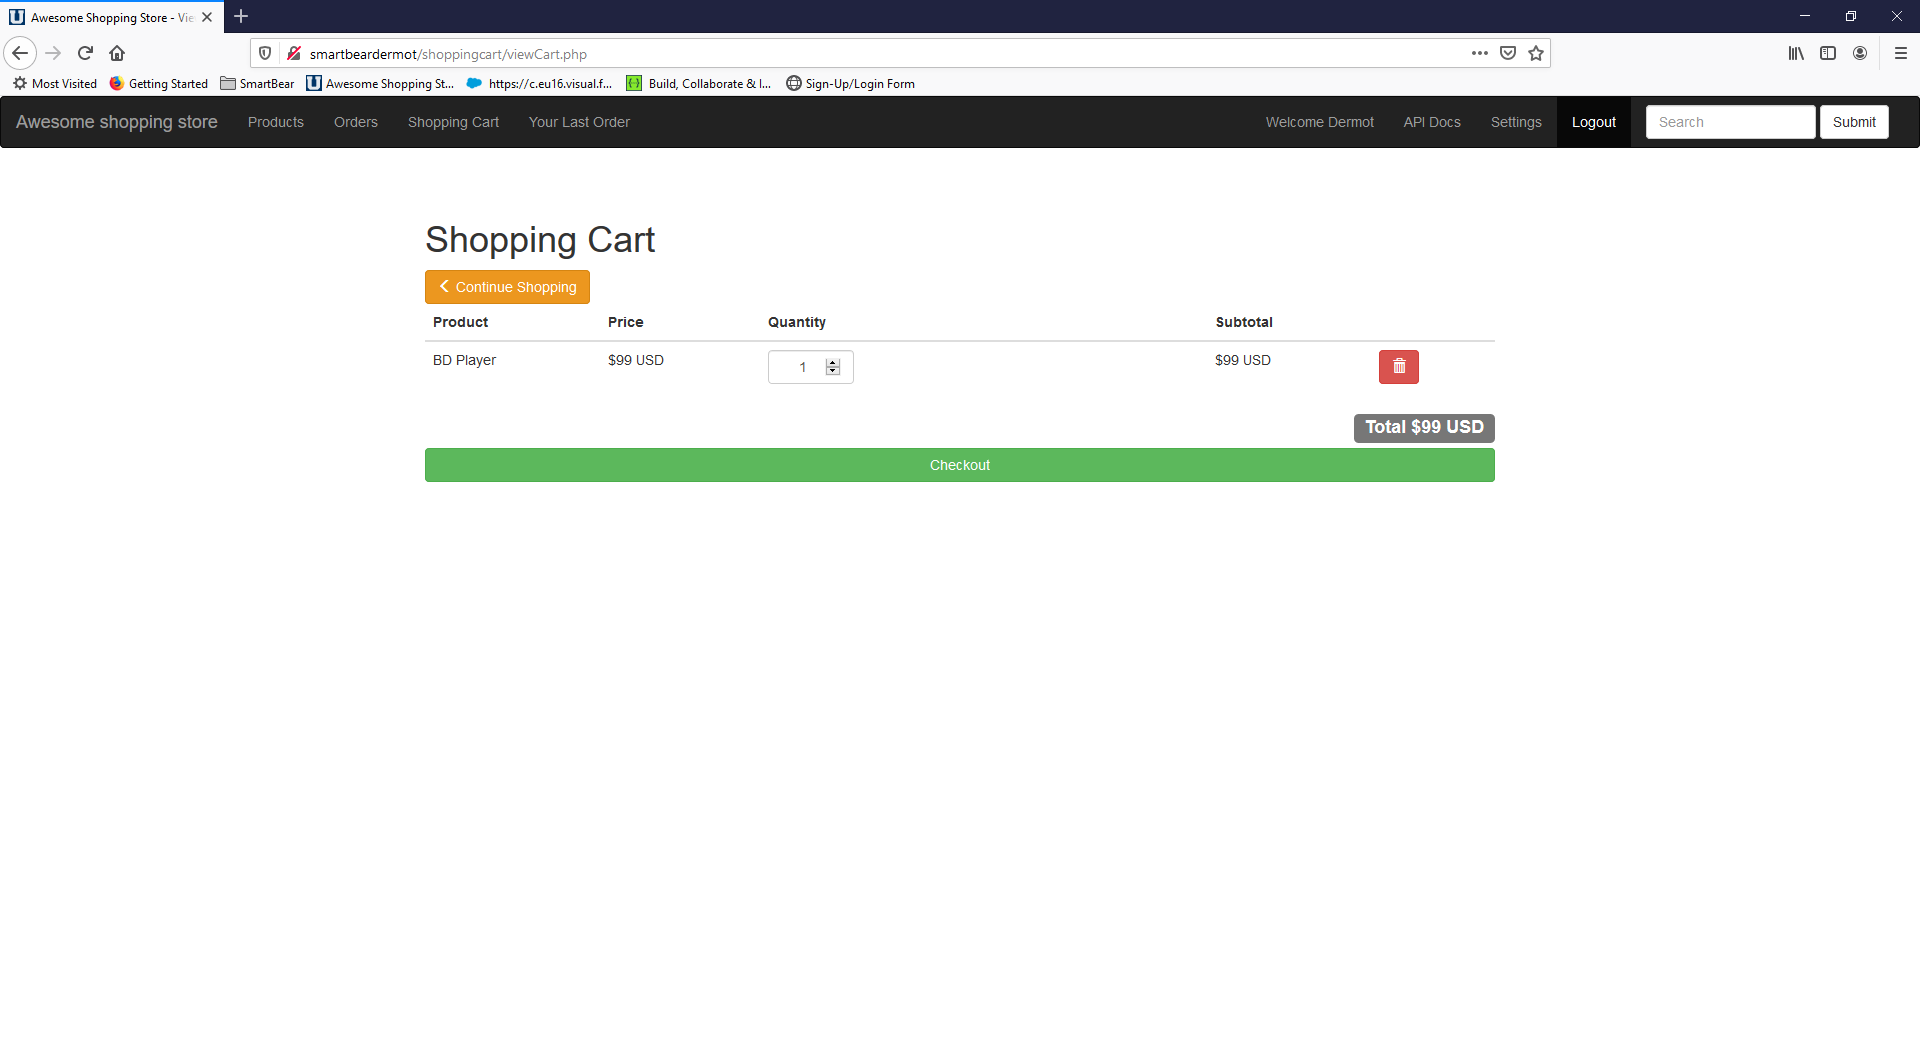 Awesome Shopping Store - Vie
smartbeardermot/shoppingcart/viewCart.php
Most Visited Getting Started SmartBear Awesome Shopping St... https://c.eu16.visual.f... Build, Collaborate & I... Sign-Up/Login Form
Awesome shopping store Products Orders Shopping Cart Your Last Order Welcome Dermot API Docs Settings Logout Search Submit
Shopping Cart
Continue Shopping
Product Price Quantity Subtotal
BD Player $99 USD 1 $99 USD
Total $99 USD
Checkout